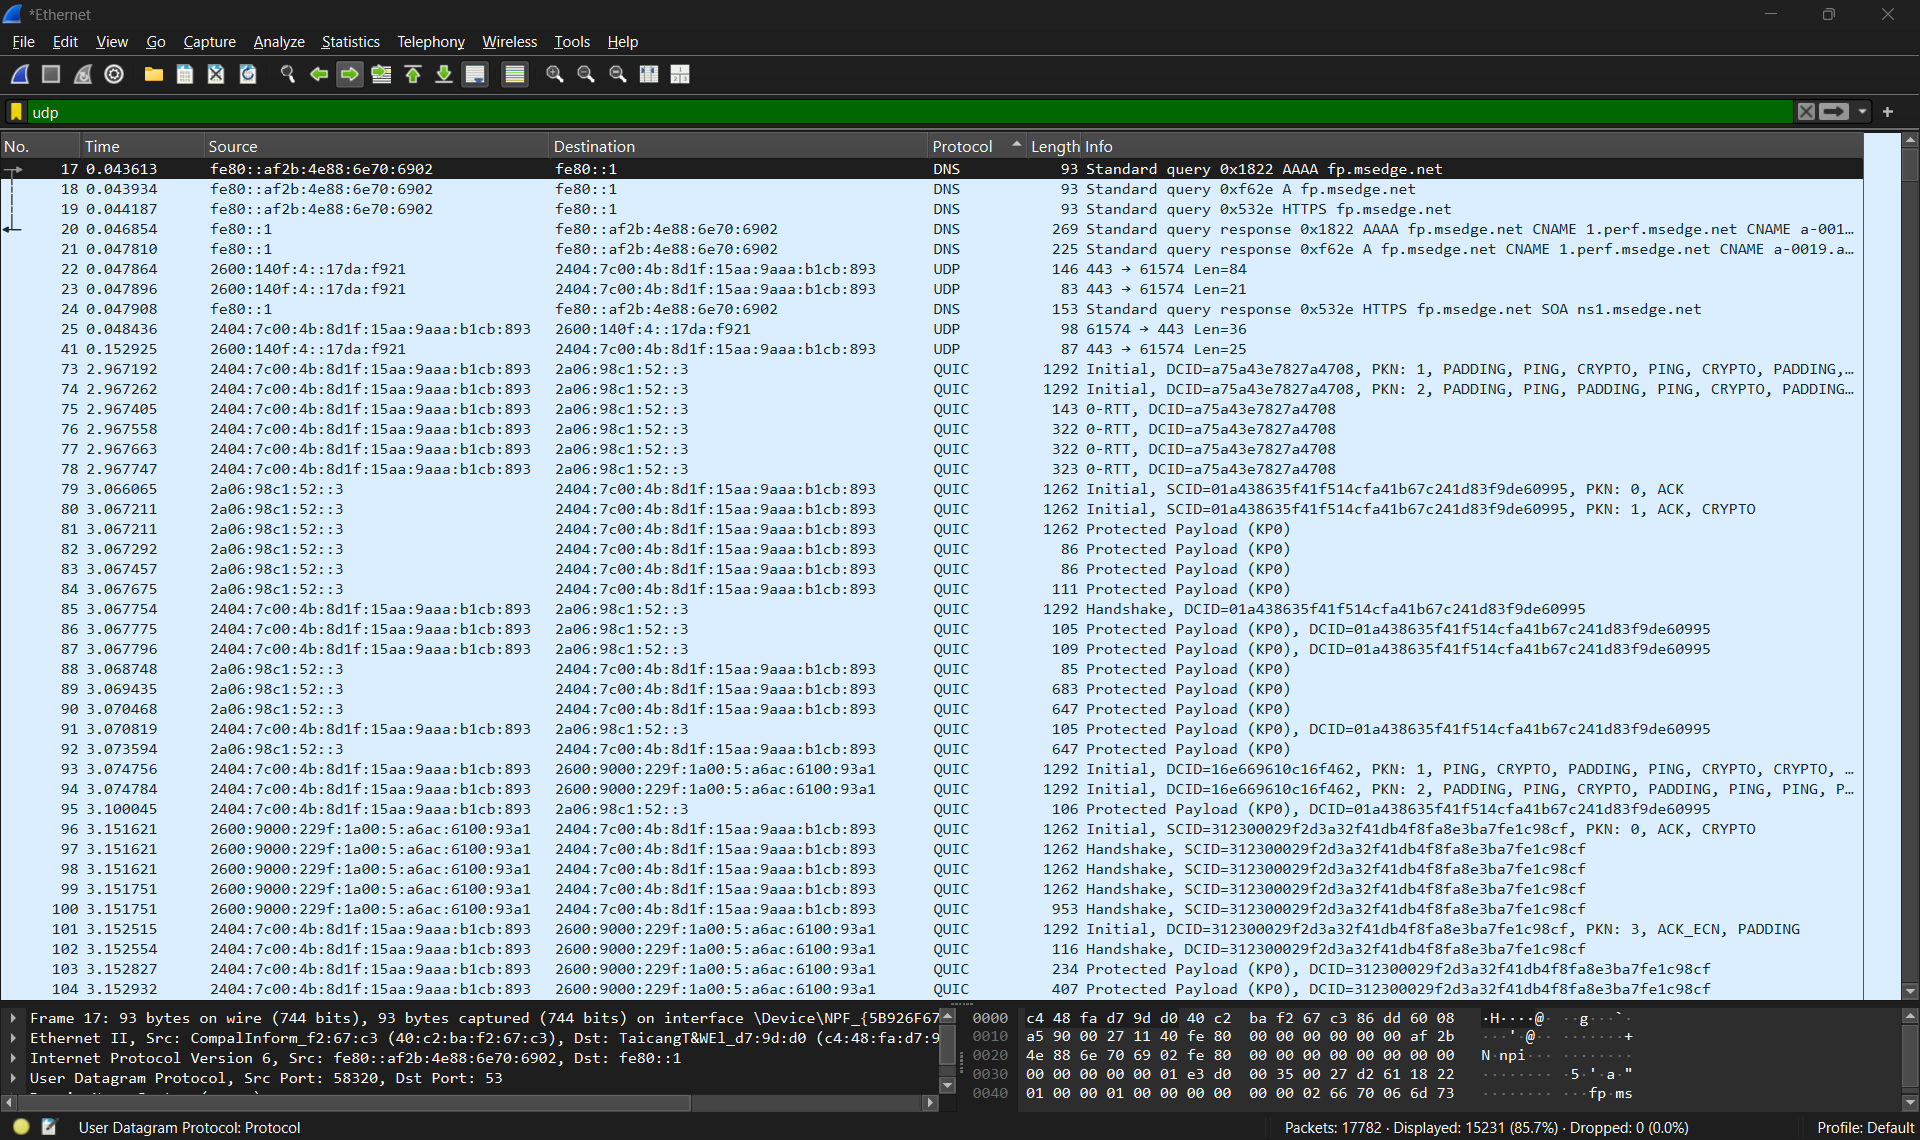 *Ethernet
File Edit View Go Capture Analyze Statistics Telephony Wireless Tools Help
udp
No. Time Source Destination Protocol Length Info
17 0.043613 fe80::af2b:4e88:6e70:6902 fe80::1 DNS 93 Standard query 0x1822 AAAA fp.msedge.net
18 0.043934 fe80::af2b:4e88:6e70:6902 fe80::1 DNS 93 Standard query 0xf62e A fp.msedge.net
19 0.044187 fe80::af2b:4e88:6e70:6902 fe80::1 DNS 93 Standard query 0x532e HTTPS fp.msedge.net
20 0.046854 fe80::1 fe80::af2b:4e88:6e70:6902 DNS 269 Standard query response 0x1822 AAAA fp.msedge.net CNAME 1.perf.msedge.net CNAME a-001…
21 0.047810 fe80::1 fe80::af2b:4e88:6e70:6902 DNS 225 Standard query response 0xf62e A fp.msedge.net CNAME 1.perf.msedge.net CNAME a-0019.a…
22 0.047864 2600:140f:4::17da:f921 2404:7c00:4b:8d1f:15aa:9aaa:b1cb:893 UDP 146 443 → 61574 Len=84
23 0.047896 2600:140f:4::17da:f921 2404:7c00:4b:8d1f:15aa:9aaa:b1cb:893 UDP 83 443 → 61574 Len=21
24 0.047908 fe80::1 fe80::af2b:4e88:6e70:6902 DNS 153 Standard query response 0x532e HTTPS fp.msedge.net SOA ns1.msedge.net
25 0.048436 2404:7c00:4b:8d1f:15aa:9aaa:b1cb:893 2600:140f:4::17da:f921 UDP 98 61574 → 443 Len=36
41 0.152925 2600:140f:4::17da:f921 2404:7c00:4b:8d1f:15aa:9aaa:b1cb:893 UDP 87 443 → 61574 Len=25
73 2.967192 2404:7c00:4b:8d1f:15aa:9aaa:b1cb:893 2a06:98c1:52::3 QUIC 1292 Initial, DCID=a75a43e7827a4708, PKN: 1, PADDING, PING, CRYPTO, PING, CRYPTO, PADDING,…
74 2.967262 2404:7c00:4b:8d1f:15aa:9aaa:b1cb:893 2a06:98c1:52::3 QUIC 1292 Initial, DCID=a75a43e7827a4708, PKN: 2, PADDING, PING, PADDING, PING, CRYPTO, PADDING…
75 2.967405 2404:7c00:4b:8d1f:15aa:9aaa:b1cb:893 2a06:98c1:52::3 QUIC 143 0-RTT, DCID=a75a43e7827a4708
76 2.967558 2404:7c00:4b:8d1f:15aa:9aaa:b1cb:893 2a06:98c1:52::3 QUIC 322 0-RTT, DCID=a75a43e7827a4708
77 2.967663 2404:7c00:4b:8d1f:15aa:9aaa:b1cb:893 2a06:98c1:52::3 QUIC 322 0-RTT, DCID=a75a43e7827a4708
78 2.967747 2404:7c00:4b:8d1f:15aa:9aaa:b1cb:893 2a06:98c1:52::3 QUIC 323 0-RTT, DCID=a75a43e7827a4708
79 3.066065 2a06:98c1:52::3 2404:7c00:4b:8d1f:15aa:9aaa:b1cb:893 QUIC 1262 Initial, SCID=01a438635f41f514cfa41b67c241d83f9de60995, PKN: 0, ACK
80 3.067211 2a06:98c1:52::3 2404:7c00:4b:8d1f:15aa:9aaa:b1cb:893 QUIC 1262 Initial, SCID=01a438635f41f514cfa41b67c241d83f9de60995, PKN: 1, ACK, CRYPTO
81 3.067211 2a06:98c1:52::3 2404:7c00:4b:8d1f:15aa:9aaa:b1cb:893 QUIC 1262 Protected Payload (KP0)
82 3.067292 2a06:98c1:52::3 2404:7c00:4b:8d1f:15aa:9aaa:b1cb:893 QUIC 86 Protected Payload (KP0)
83 3.067457 2a06:98c1:52::3 2404:7c00:4b:8d1f:15aa:9aaa:b1cb:893 QUIC 86 Protected Payload (KP0)
84 3.067675 2a06:98c1:52::3 2404:7c00:4b:8d1f:15aa:9aaa:b1cb:893 QUIC 111 Protected Payload (KP0)
85 3.067754 2404:7c00:4b:8d1f:15aa:9aaa:b1cb:893 2a06:98c1:52::3 QUIC 1292 Handshake, DCID=01a438635f41f514cfa41b67c241d83f9de60995
86 3.067775 2404:7c00:4b:8d1f:15aa:9aaa:b1cb:893 2a06:98c1:52::3 QUIC 105 Protected Payload (KP0), DCID=01a438635f41f514cfa41b67c241d83f9de60995
87 3.067796 2404:7c00:4b:8d1f:15aa:9aaa:b1cb:893 2a06:98c1:52::3 QUIC 109 Protected Payload (KP0), DCID=01a438635f41f514cfa41b67c241d83f9de60995
88 3.068748 2a06:98c1:52::3 2404:7c00:4b:8d1f:15aa:9aaa:b1cb:893 QUIC 85 Protected Payload (KP0)
89 3.069435 2a06:98c1:52::3 2404:7c00:4b:8d1f:15aa:9aaa:b1cb:893 QUIC 683 Protected Payload (KP0)
90 3.070468 2a06:98c1:52::3 2404:7c00:4b:8d1f:15aa:9aaa:b1cb:893 QUIC 647 Protected Payload (KP0)
91 3.070819 2404:7c00:4b:8d1f:15aa:9aaa:b1cb:893 2a06:98c1:52::3 QUIC 105 Protected Payload (KP0), DCID=01a438635f41f514cfa41b67c241d83f9de60995
92 3.073594 2a06:98c1:52::3 2404:7c00:4b:8d1f:15aa:9aaa:b1cb:893 QUIC 647 Protected Payload (KP0)
93 3.074756 2404:7c00:4b:8d1f:15aa:9aaa:b1cb:893 2600:9000:229f:1a00:5:a6ac:6100:93a1 QUIC 1292 Initial, DCID=16e669610c16f462, PKN: 1, PING, CRYPTO, PADDING, PING, CRYPTO, CRYPTO, …
94 3.074784 2404:7c00:4b:8d1f:15aa:9aaa:b1cb:893 2600:9000:229f:1a00:5:a6ac:6100:93a1 QUIC 1292 Initial, DCID=16e669610c16f462, PKN: 2, PADDING, PING, CRYPTO, PADDING, PING, PING, P…
95 3.100045 2404:7c00:4b:8d1f:15aa:9aaa:b1cb:893 2a06:98c1:52::3 QUIC 106 Protected Payload (KP0), DCID=01a438635f41f514cfa41b67c241d83f9de60995
96 3.151621 2600:9000:229f:1a00:5:a6ac:6100:93a1 2404:7c00:4b:8d1f:15aa:9aaa:b1cb:893 QUIC 1262 Initial, SCID=312300029f2d3a32f41db4f8fa8e3ba7fe1c98cf, PKN: 0, ACK, CRYPTO
97 3.151621 2600:9000:229f:1a00:5:a6ac:6100:93a1 2404:7c00:4b:8d1f:15aa:9aaa:b1cb:893 QUIC 1262 Handshake, SCID=312300029f2d3a32f41db4f8fa8e3ba7fe1c98cf
98 3.151621 2600:9000:229f:1a00:5:a6ac:6100:93a1 2404:7c00:4b:8d1f:15aa:9aaa:b1cb:893 QUIC 1262 Handshake, SCID=312300029f2d3a32f41db4f8fa8e3ba7fe1c98cf
99 3.151751 2600:9000:229f:1a00:5:a6ac:6100:93a1 2404:7c00:4b:8d1f:15aa:9aaa:b1cb:893 QUIC 1262 Handshake, SCID=312300029f2d3a32f41db4f8fa8e3ba7fe1c98cf
100 3.151751 2600:9000:229f:1a00:5:a6ac:6100:93a1 2404:7c00:4b:8d1f:15aa:9aaa:b1cb:893 QUIC 953 Handshake, SCID=312300029f2d3a32f41db4f8fa8e3ba7fe1c98cf
101 3.152515 2404:7c00:4b:8d1f:15aa:9aaa:b1cb:893 2600:9000:229f:1a00:5:a6ac:6100:93a1 QUIC 1292 Initial, DCID=312300029f2d3a32f41db4f8fa8e3ba7fe1c98cf, PKN: 3, ACK_ECN, PADDING
102 3.152554 2404:7c00:4b:8d1f:15aa:9aaa:b1cb:893 2600:9000:229f:1a00:5:a6ac:6100:93a1 QUIC 116 Handshake, DCID=312300029f2d3a32f41db4f8fa8e3ba7fe1c98cf
103 3.152827 2404:7c00:4b:8d1f:15aa:9aaa:b1cb:893 2600:9000:229f:1a00:5:a6ac:6100:93a1 QUIC 234 Protected Payload (KP0), DCID=312300029f2d3a32f41db4f8fa8e3ba7fe1c98cf
104 3.152932 2404:7c00:4b:8d1f:15aa:9aaa:b1cb:893 2600:9000:229f:1a00:5:a6ac:6100:93a1 QUIC 407 Protected Payload (KP0), DCID=312300029f2d3a32f41db4f8fa8e3ba7fe1c98cf
Frame 17: 93 bytes on wire (744 bits), 93 bytes captured (744 bits) on interface \Device\NPF_{5B926F67
Ethernet II, Src: CompalInform_f2:67:c3 (40:c2:ba:f2:67:c3), Dst: TaicangT&WEl_d7:9d:d0 (c4:48:fa:d7:9
Internet Protocol Version 6, Src: fe80::af2b:4e88:6e70:6902, Dst: fe80::1
User Datagram Protocol, Src Port: 58320, Dst Port: 53
0000 c4 48 fa d7 9d d0 40 c2 ba f2 67 c3 86 dd 60 08 ·H····@· ··g···`·
0010 a5 90 00 27 11 40 fe 80 00 00 00 00 00 00 af 2b ···'·@·· ·······+
0020 4e 88 6e 70 69 02 fe 80 00 00 00 00 00 00 00 00 N·npi··· ········
0030 00 00 00 00 00 01 e3 d0 00 35 00 27 d2 61 18 22 ········ ·5·'·a·"
0040 01 00 00 01 00 00 00 00 00 00 02 66 70 06 6d 73 ········ ···fp·ms
User Datagram Protocol: Protocol
Packets: 17782 · Displayed: 15231 (85.7%) · Dropped: 0 (0.0%)
Profile: Default